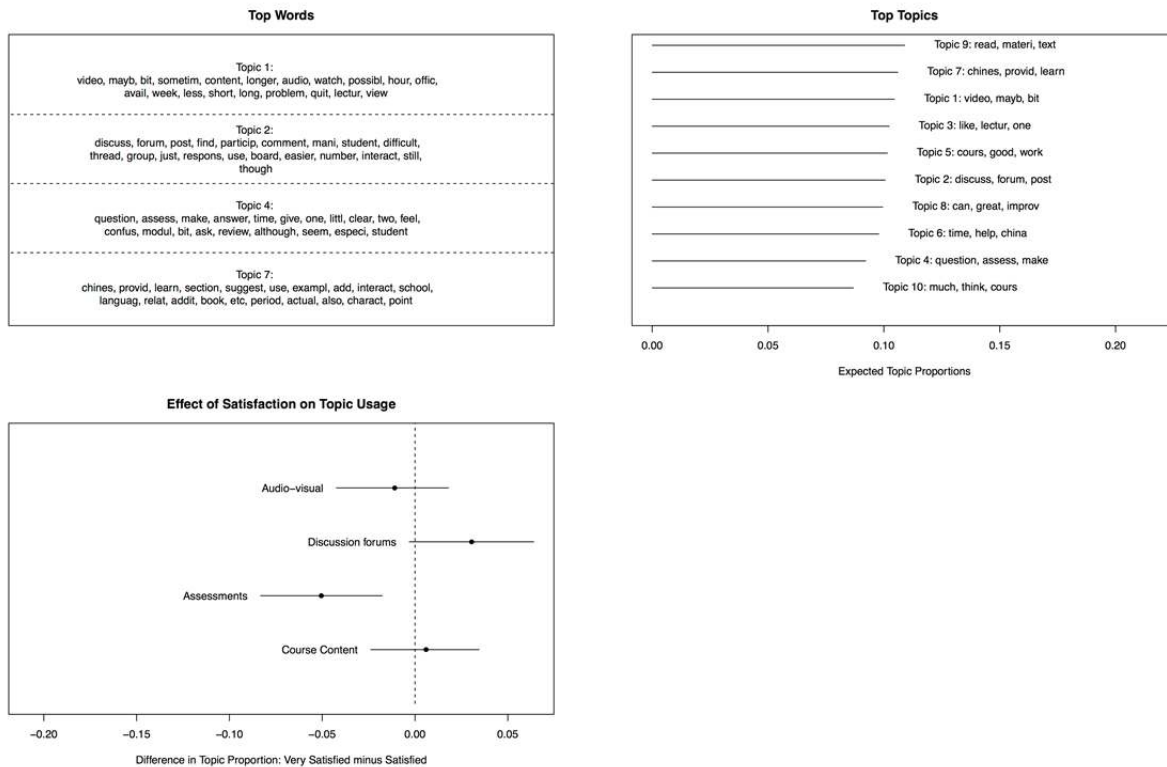 Top Words
Topic 1:
video, mayb, bit, sometim, content, longer, audio, watch, possibl, hour, offic,
avail, week, less, short, long, problem, quit, lectur, view
Topic 2:
discuss, forum, post, find, particip, comment, mani, student, difficult,
thread, group, just, respons, use, board, easier, number, interact, still,
though
Topic 4:
question, assess, make, answer, time, give, one, littl, clear, two, feel,
confus, modul, bit, ask, review, although, seem, especi, student
Topic 7:
chines, provid, learn, section, suggest, use, exampl, add, interact, school,
languag, relat, addit, book, etc, period, actual, also, charact, point
Top Topics
Topic 9: read, materi, text
Topic 7: chines, provid, learn
Topic 1: video, mayb, bit
Topic 3: like, lectur, one
Topic 5: cours, good, work
Topic 2: discuss, forum, post
Topic 8: can, great, improv
Topic 6: time, help, china
Topic 4: question, assess, make
Topic 10: much, think, cours
0.00 0.05 0.10 0.15 0.20
Expected Topic Proportions
Effect of Satisfaction on Topic Usage
Audio−visual
Discussion forums
Assessments
Course Content
−0.20 −0.15 −0.10 −0.05 0.00 0.05
Difference in Topic Proportion: Very Satisfied minus Satisfied